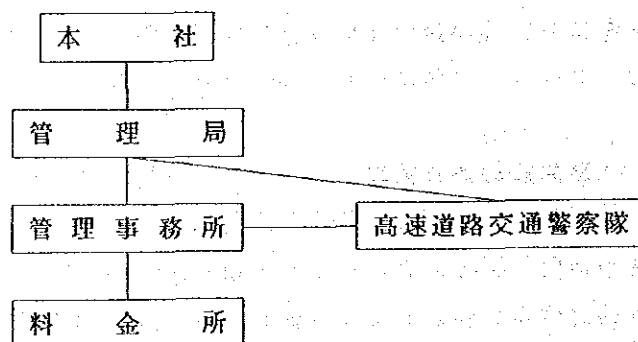 本社
管理局
管理事務所
高速道路交通警察隊
料金所